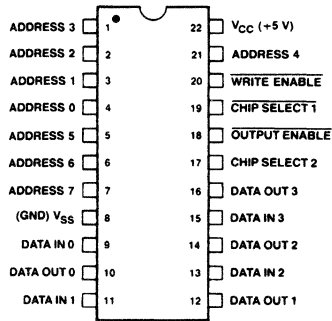 ADDRESS 3 1 22 VCC (+5 V)
ADDRESS 2 2 21 ADDRESS 4
ADDRESS 1 3 20 WRITE ENABLE
ADDRESS 0 4 19 CHIP SELECT 1
ADDRESS 5 5 18 OUTPUT ENABLE
ADDRESS 6 6 17 CHIP SELECT 2
ADDRESS 7 7 16 DATA OUT 3
(GND) VSS 8 15 DATA IN 3
DATA IN 0 9 14 DATA OUT 2
DATA OUT 0 10 13 DATA IN 2
DATA IN 1 11 12 DATA OUT 1